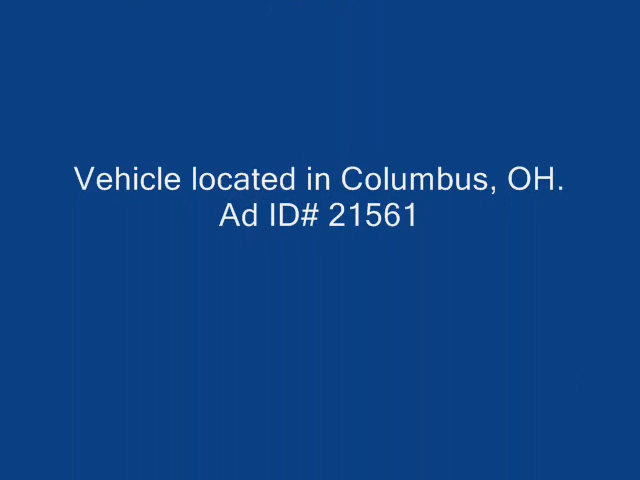 Vehicle located in Columbus, OH.
Ad ID# 21561